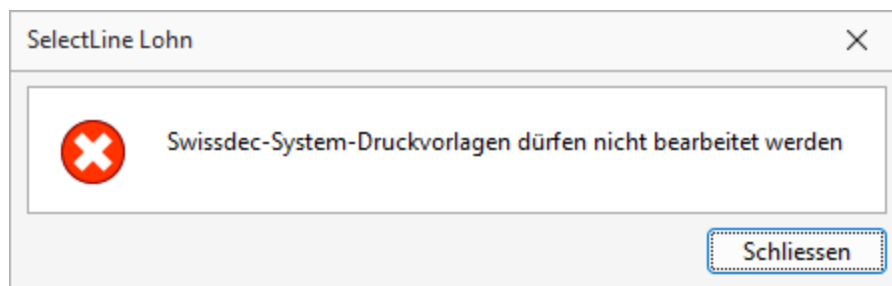 SelectLine Lohn
Swissdec-System-Druckvorlagen dürfen nicht bearbeitet werden
Schliessen